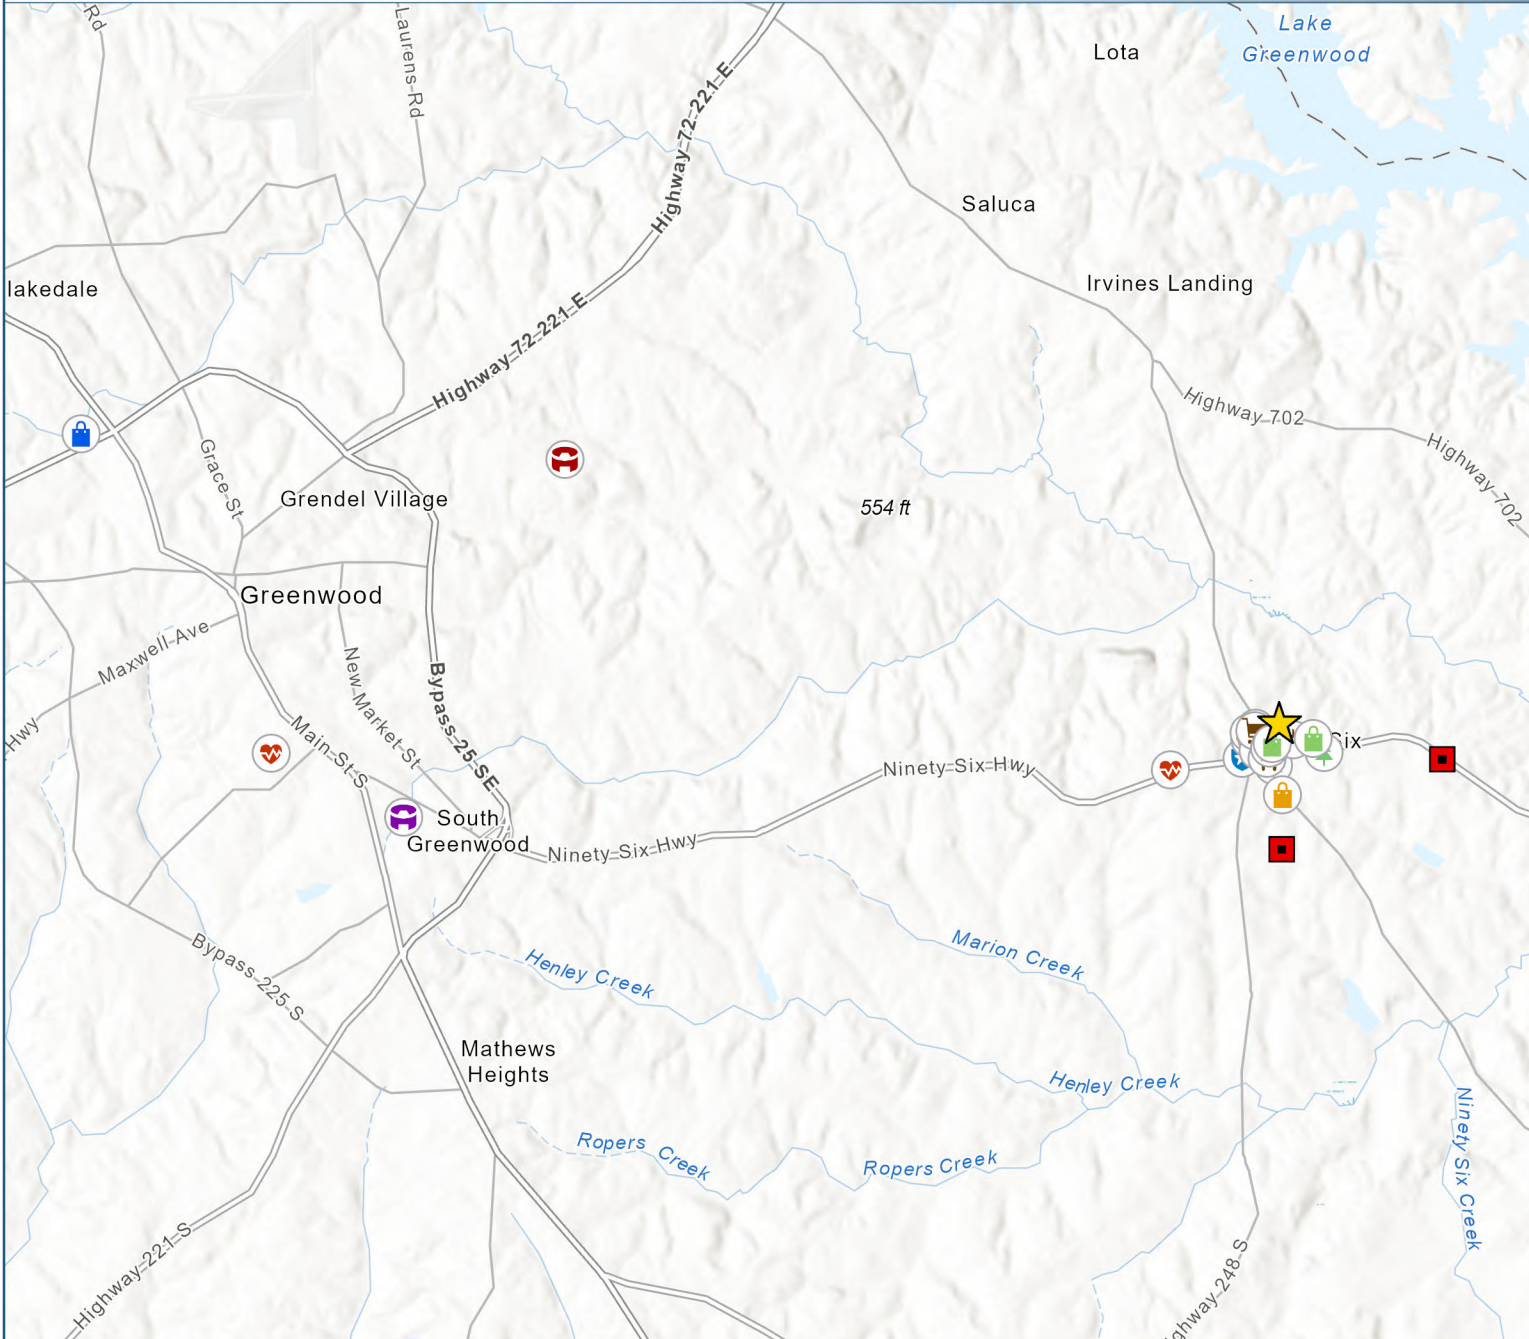 Rd
Laurens-Rd
Highway-72-221-E
Lota
Lake
Greenwood
Saluca
Irvines Landing
lakedale
Highway-72-221-E
Highway-702
Highway-702
Grace-St
Grendel Village
554 ft
Greenwood
Maxwell-Ave
New-Market-St
Bypass-25-SE
Hwy
Main-St-S
Six
Ninety-Six-Hwy
South
Greenwood
Ninety-Six-Hwy
Bypass-225-S
Henley Creek
Marion Creek
Mathews
Heights
Henley Creek
Ropers Creek
Ropers Creek
Ninety Six Creek
Highway-221-S
ghway-248-S